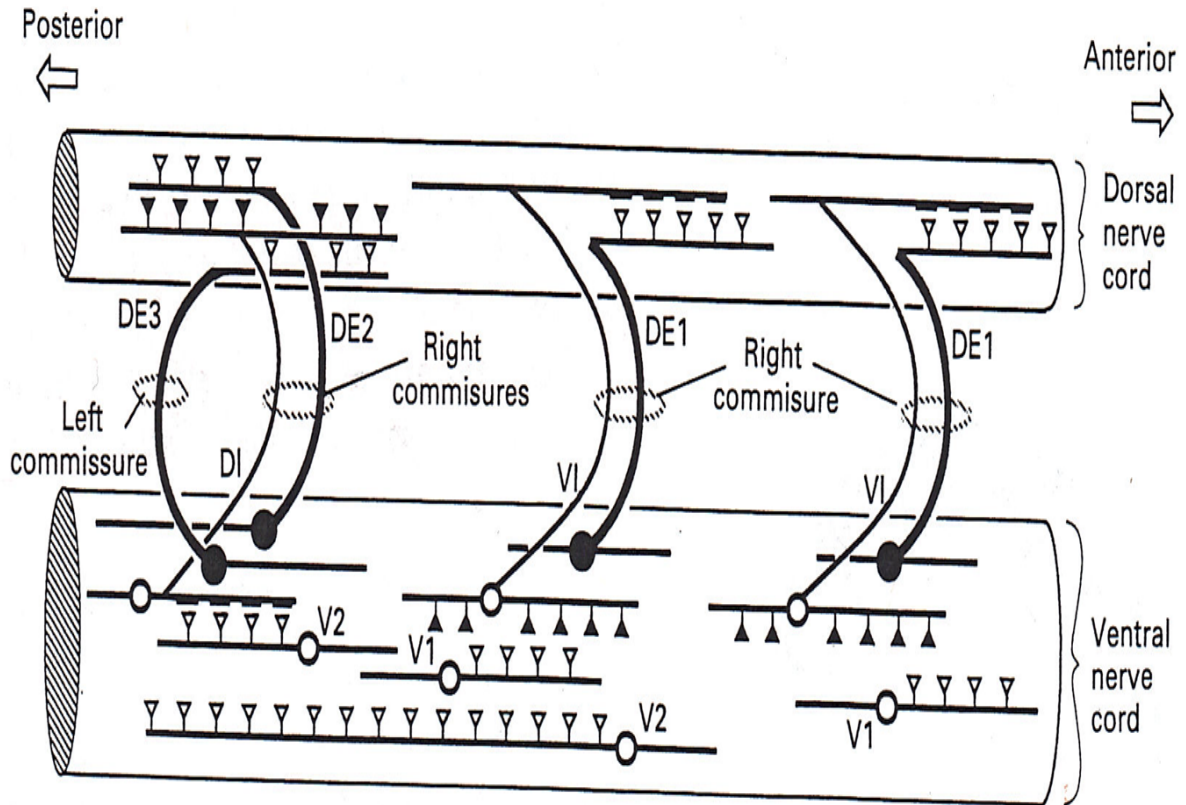 Posterior
Anterior
Dorsal
nerve
cord
DE3
DE2
Right
commisures
DE1
Right
commisure
DE1
Left
commissure
DI
VI
VI
V2
V1
Ventral
nerve
cord
V2
V1